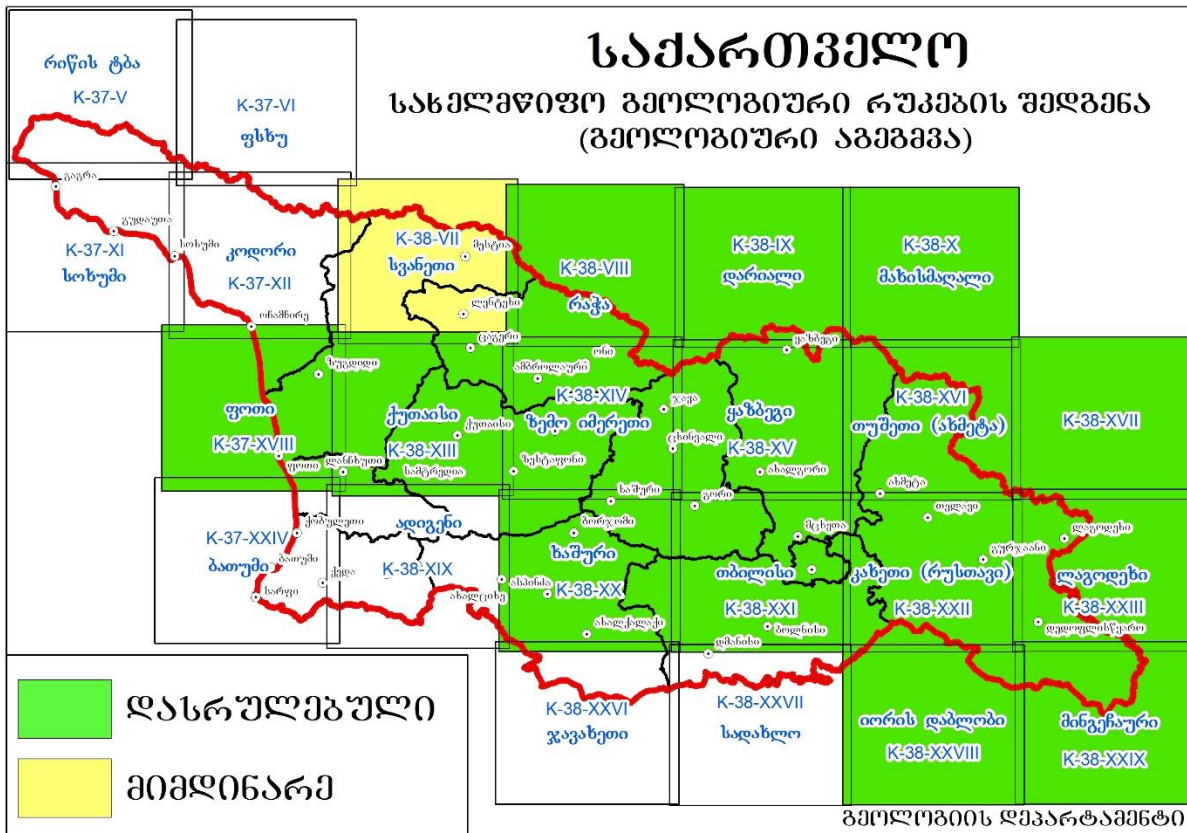 საქართველო
სახელმწიფო გეოლოგიური რუკების შედგენა
(გეოლოგიური აგეგმვა)
რიწის ტბა
K-37-V
K-37-VI
ფსხუ
გაგრა
გუდაუთა
K-37-XI
სოხუმი
სოხუმი
კოდორი
K-37-XII
ოჩამჩირე
K-38-VII
სვანეთი
მესტია
ლენტეხი
K-38-VIII
რაჭა
K-38-IX
დარიალი
K-38-X
მახისმაღალი
ზუგდიდი
ფოთი
K-37-XVIII
ფოთი
ლანჩხუთი
ცაგერი
ქუთაისი
K-38-XIII
ქუთაისი
სამტრედია
ონი
ამბროლაური
K-38-XIV
ზემო იმერეთი
ზესტაფონი
ჯავა
ცხინვალი
ყაზბეგი
ყაზბეგი
K-38-XV
ახალგორი
K-38-XVI
თუშეთი (ახმეტა)
ახმეტა
K-38-XVII
K-37-XXIV
ბათუმი
ქობულეთი
ბათუმი
სარფი
ქედა
ადიგენი
K-38-XIX
ახალციხე
ხაშური
ბორჯომი
ხაშური
ასპინძა
K-38-XX
ახალქალაქი
გორი
მცხეთა
თბილისი
K-38-XXI
ბოლნისი
დმანისი
თელავი
გურჯაანი
კახეთი (რუსთავი)
K-38-XXII
ლაგოდეხი
ლაგოდეხი
K-38-XXIII
დედოფლისწყარო
K-38-XXVI
ჯავახეთი
K-38-XXVII
სადახლო
იორის დაბლობი
K-38-XXVIII
მინგეჩაური
K-38-XXIX
დასრულებული
მიმდინარე
გეოლოგიის დეპარტამენტი